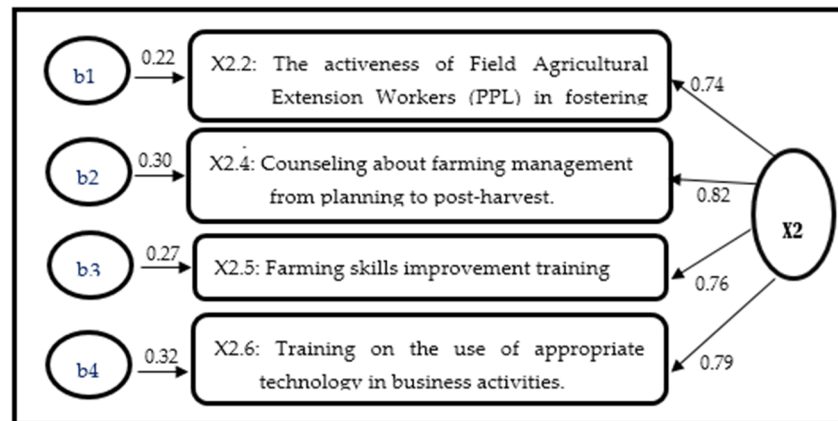 b1
0.22
X2.2: The activeness of Field Agricultural
Extension Workers (PPL) in fostering
0.74
b2
0.30
X2.4: Counseling about farming management
from planning to post-harvest.
0.82
X2
b3
0.27
X2.5: Farming skills improvement training
0.76
b4
0.32
X2.6: Training on the use of appropriate
technology in business activities.
0.79